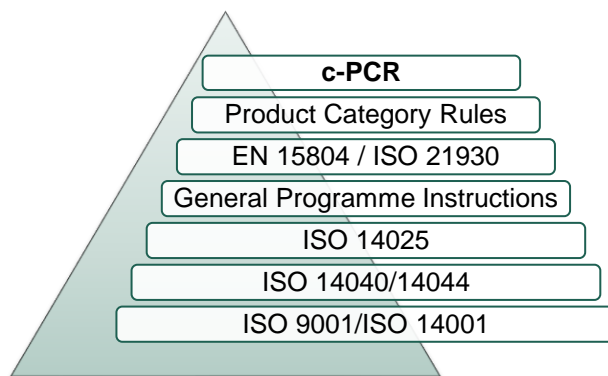 c-PCR
Product Category Rules
EN 15804 / ISO 21930
General Programme Instructions
ISO 14025
ISO 14040/14044
ISO 9001/ISO 14001